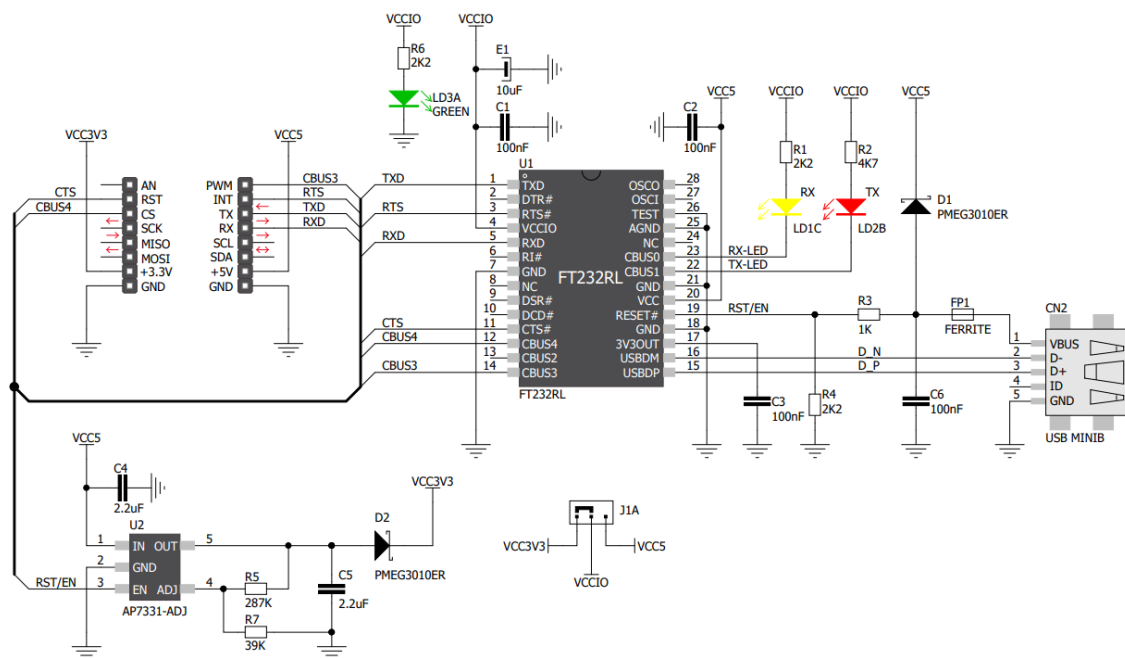 VCCIO
R6
2K2
LD3A
GREEN
VCCIO
E1
10uF
C1
100nF
C2
100nF
VCC5
VCCIO
R1
2K2
RX
LD1C
VCCIO
R2
4K7
TX
LD2B
VCC5
D1
PMEG3010ER
VCC3V3
VCC5
CTS
CBUS4
AN
RST
CS
SCK
MISO
MOSI
+3.3V
GND
PWM
INT
TX
RX
SCL
SDA
+5V
GND
CBUS3
RTS
TXD
RXD
TXD
RTS
RXD
CTS
CBUS4
CBUS3
U1
1 TXD
2 DTR#
3 RTS#
4 VCCIO
5 RXD
6 RI#
7 GND
8 NC
9 DSR#
10 DCD#
11 CTS#
12 CBUS4
13 CBUS2
14 CBUS3
FT232RL
OSCO 28
OSCI 27
TEST 26
AGND 25
NC 24
CBUS0 23
CBUS1 22
GND 21
VCC 20
RESET# 19
GND 18
3V3OUT 17
USBDM 16
USBDP 15
FT232RL
RX-LED
TX-LED
RST/EN
D_N
D_P
R3
1K
FP1
FERRITE
C3
100nF
R4
2K2
C6
100nF
CN2
1 VBUS
2 D-
3 D+
4 ID
5 GND
USB MINIB
VCC5
C4
2.2uF
U2
1 IN OUT 5
2 GND
3 EN ADJ 4
RST/EN
AP7331-ADJ
R5
287K
R7
39K
C5
2.2uF
D2
PMEG3010ER
VCC3V3
J1A
VCC3V3
VCC5
VCCIO